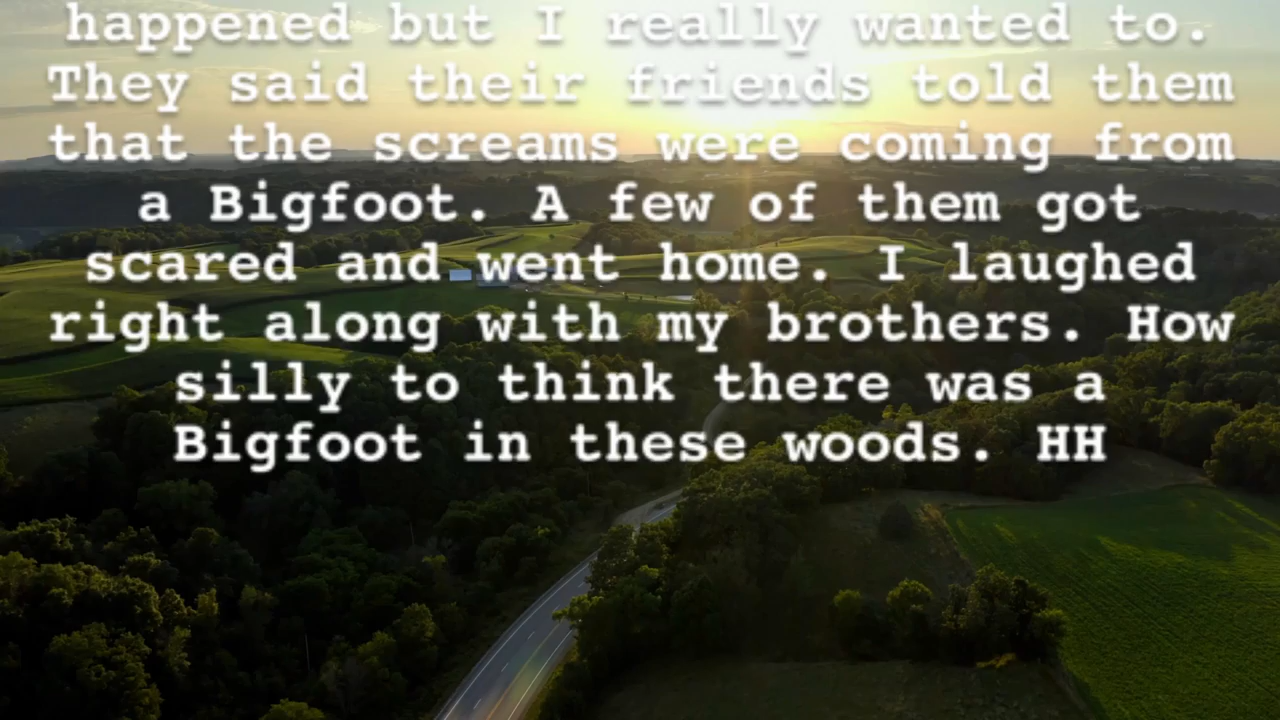 happened but I really wanted to.
They said their friends told them
that the screams were coming from
a Bigfoot. A few of them got
scared and went home. I laughed
right along with my brothers. How
silly to think there was a
Bigfoot in these woods. HH